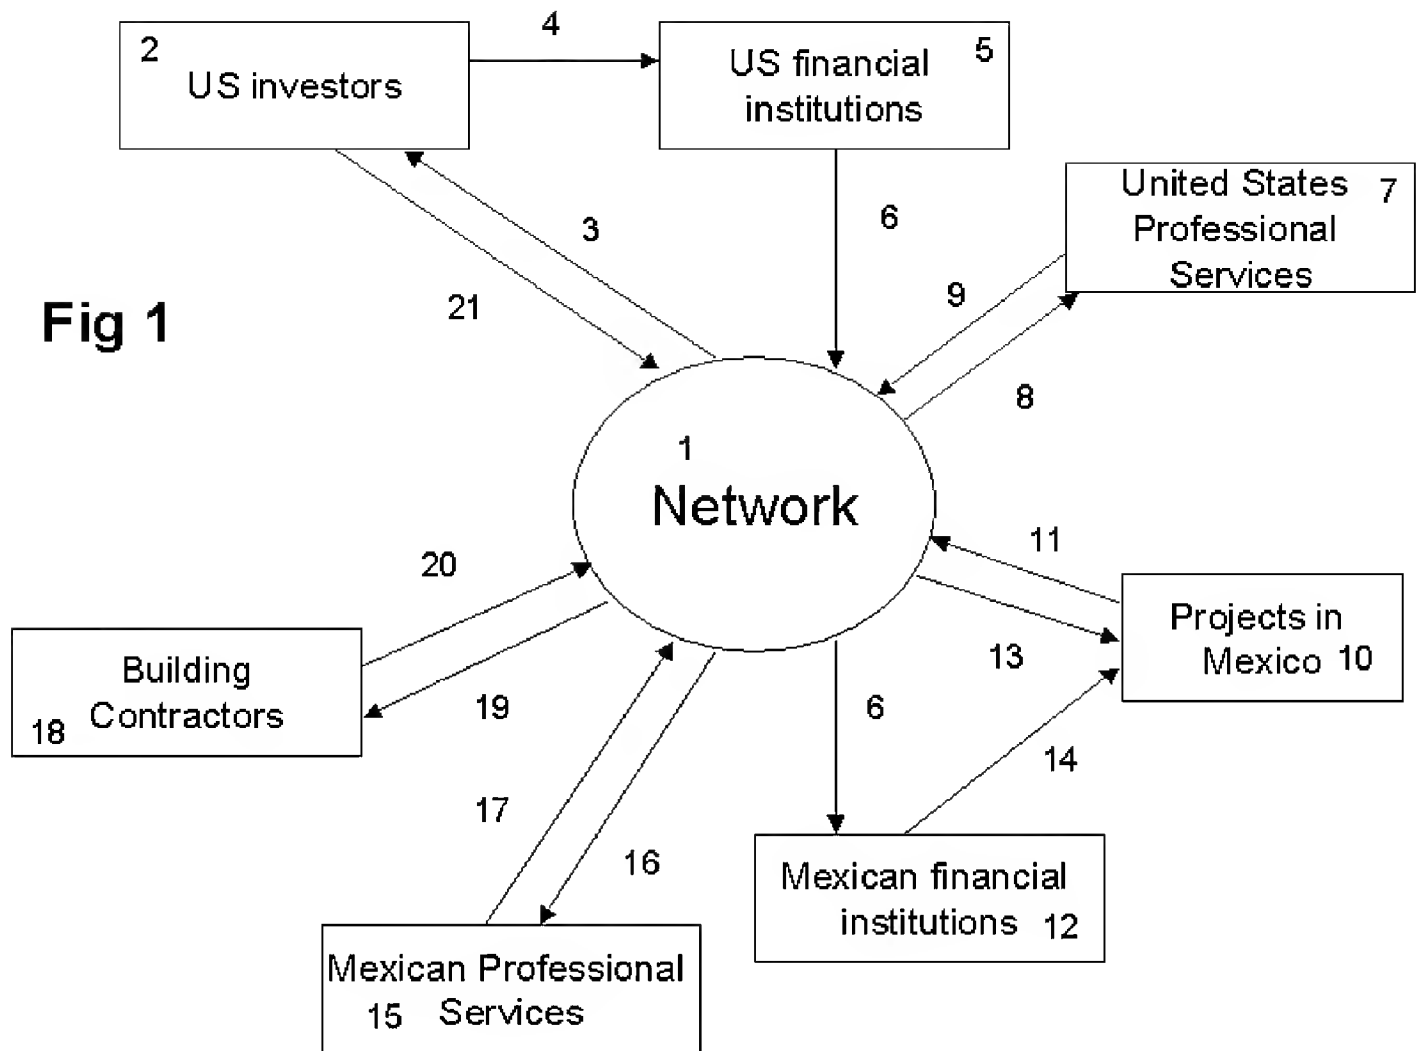 4
2
US investors
US financial
institutions
5
United States
Professional
Services
7
3
6
21
9
Fig 1
8
1
Network
11
20
Projects in
Mexico 10
13
Building
Contractors
18
19
6
14
17
16
Mexican financial
institutions 12
Mexican Professional
15 Services